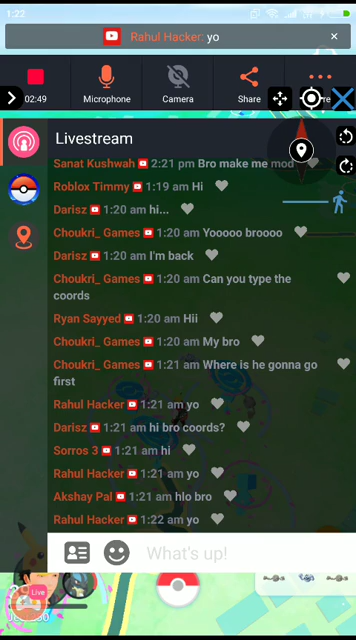 1:22
Rahul Hacker: yo ×
02:49 Microphone Camera Share
Livestream
Sanat Kushwah 2:21 pm Bro make me mod
Roblox Timmy 1:19 am Hi
Darisz 1:20 am hi...
Choukri_ Games 1:20 am Yooooo broooo
Darisz 1:20 am I'm back
Choukri_ Games 1:20 am Can you type the
coords
Ryan Sayyed 1:20 am Hii
Choukri_ Games 1:20 am My bro
Choukri_ Games 1:21 am Where is he gonna go
first
Rahul Hacker 1:21 am yo
Darisz 1:21 am hi bro coords?
Sorros 3 1:21 am hi
Rahul Hacker 1:21 am yo
Akshay Pal 1:21 am hlo bro
Rahul Hacker 1:22 am yo
What's up!
Live